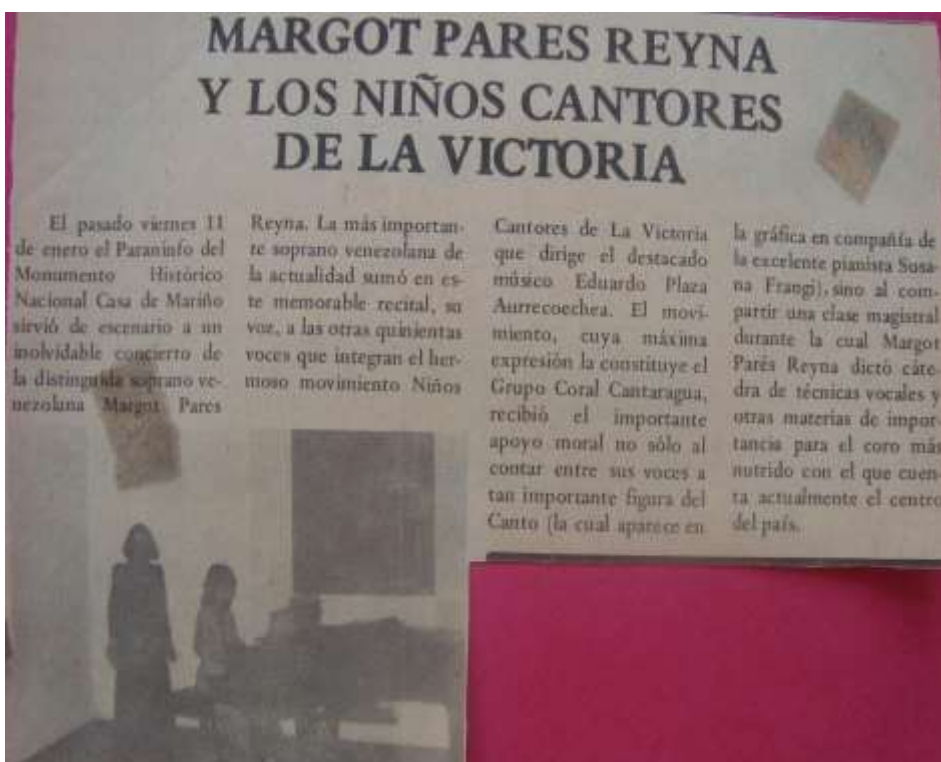 MARGOT PARES REYNA
Y LOS NIÑOS CANTORES
DE LA VICTORIA
El pasado viernes 11
de enero el Paraninfo del
Monumento Histórico
Nacional Casa de Mariño
sirvió de escenario a un
inolvidable concierto de
la distinguida soprano ve-
nezolana Margot Pares
Reyna. La más importan-
te soprano venezolana de
la actualidad sumó en es-
te memorable recital, su
voz, a las otras quinientas
voces que integran el her-
moso movimiento Niños
Cantores de La Victoria
que dirige el destacado
músico Eduardo Plaza
Aurrecoechea. El movi-
miento, cuya máxima
expresión la constituye el
Grupo Coral Cantaragua,
recibió el importante
apoyo moral no sólo al
contar entre sus voces a
tan importante figura del
Canto (la cual aparece en
la gráfica en compañía de
la excelente pianista Susa-
na Frangi), sino al com-
partir una clase magistral
durante la cual Margot
Parés Reyna dictó cáte-
dra de técnicas vocales y
otras materias de impor-
tancia para el coro más
nutrido con el que cuen-
ta actualmente el centro
del país.